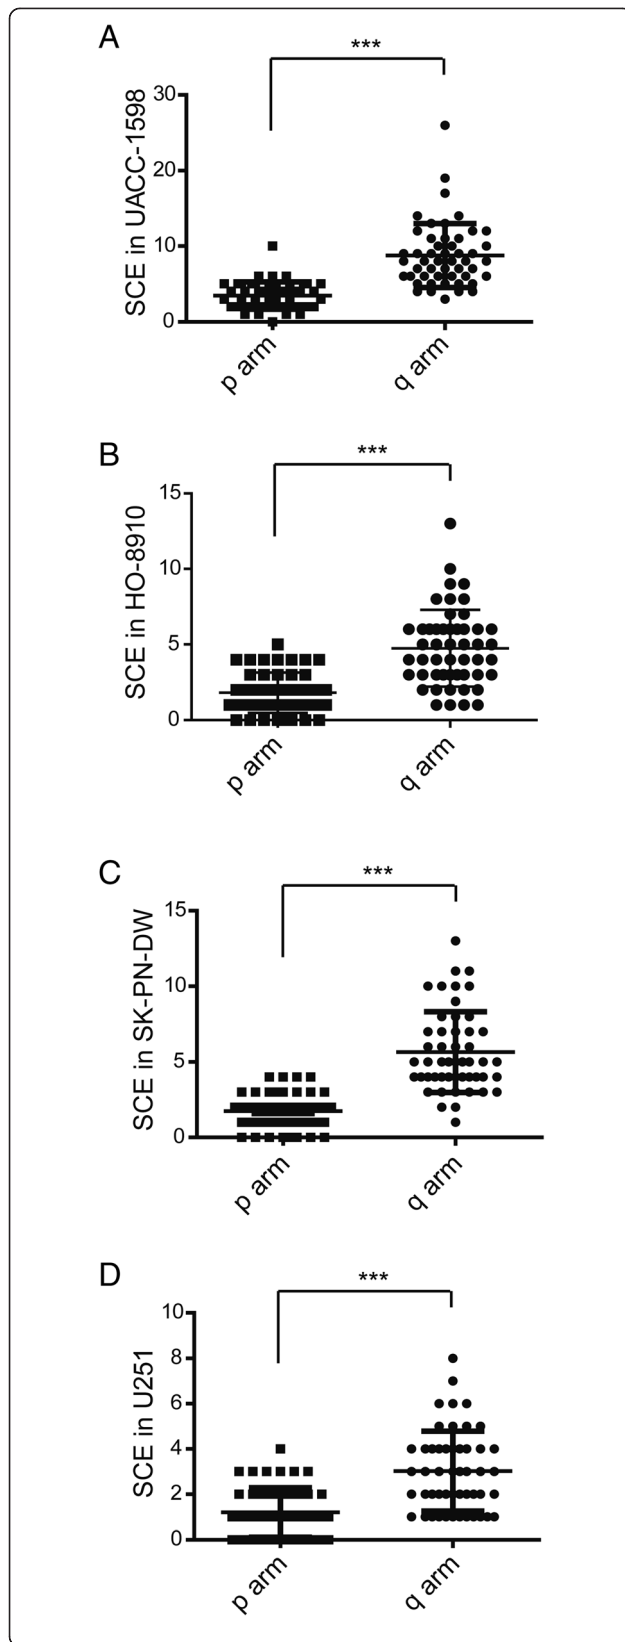 A
***
SCE in UACC-1598
30
20
10
0
p arm
q arm
B
***
SCE in HO-8910
15
10
5
0
p arm
q arm
C
***
SCE in SK-PN-DW
15
10
5
0
p arm
q arm
D
***
SCE in U251
10
8
6
4
2
0
p arm
q arm